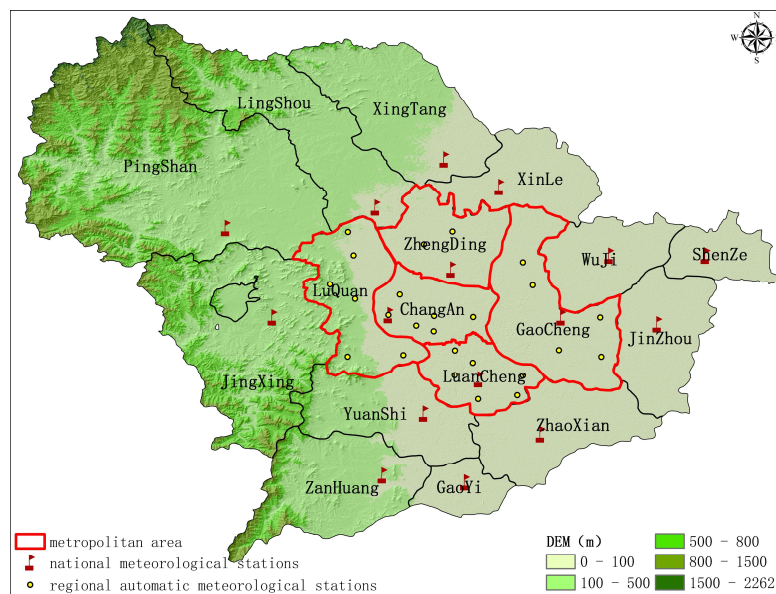 N
W E
S
LingShou
XingTang
PingShan
XinLe
ZhengDing
WuJi
ShenZe
LuQuan
ChangAn
GaoCheng
JinZhou
JingXing
LuanCheng
YuanShi
ZhaoXian
ZanHuang
GaoYi
metropolitan area
national meteorological stations
regional automatic meteorological stations
DEM (m)
0 - 100
100 - 500
500 - 800
800 - 1500
1500 - 2262